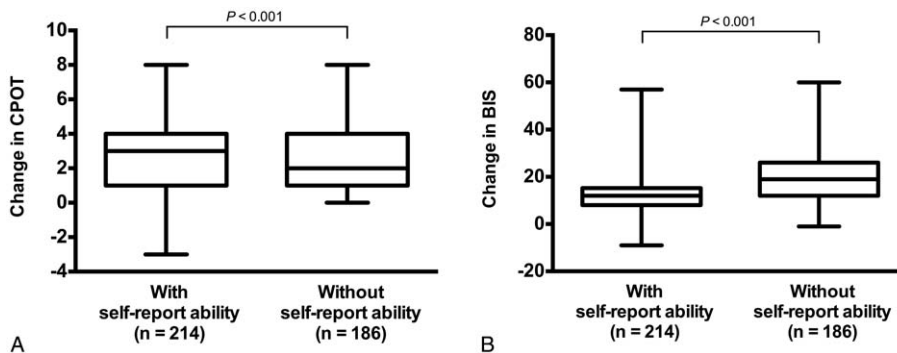 P < 0.001
10
8
6
4
2
0
-2
-4
Change in CPOT
With
self-report ability
(n = 214)
Without
self-report ability
(n = 186)
A
P < 0.001
80
60
40
20
0
-20
Change in BIS
With
self-report ability
(n = 214)
Without
self-report ability
(n = 186)
B